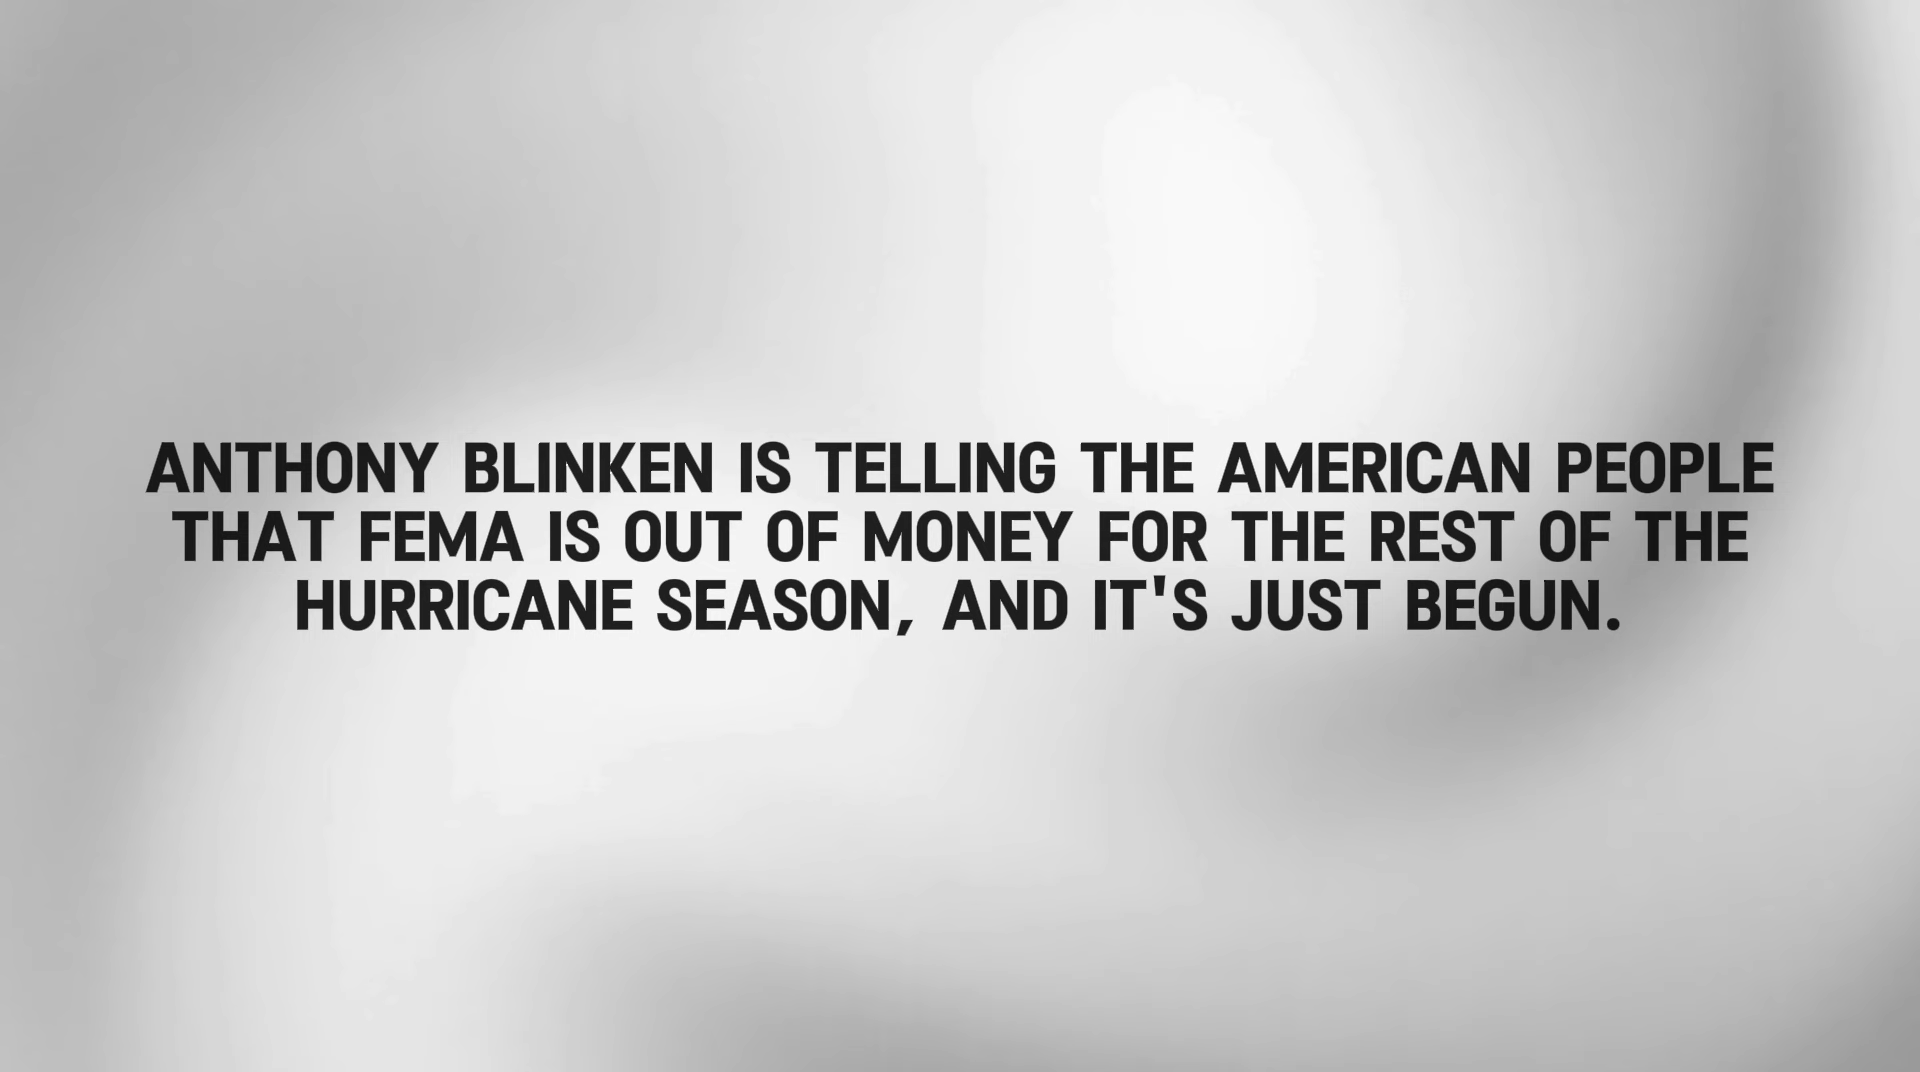 ANTHONY BLINKEN IS TELLING THE AMERICAN PEOPLE
THAT FEMA IS OUT OF MONEY FOR THE REST OF THE
HURRICANE SEASON, AND IT'S JUST BEGUN.